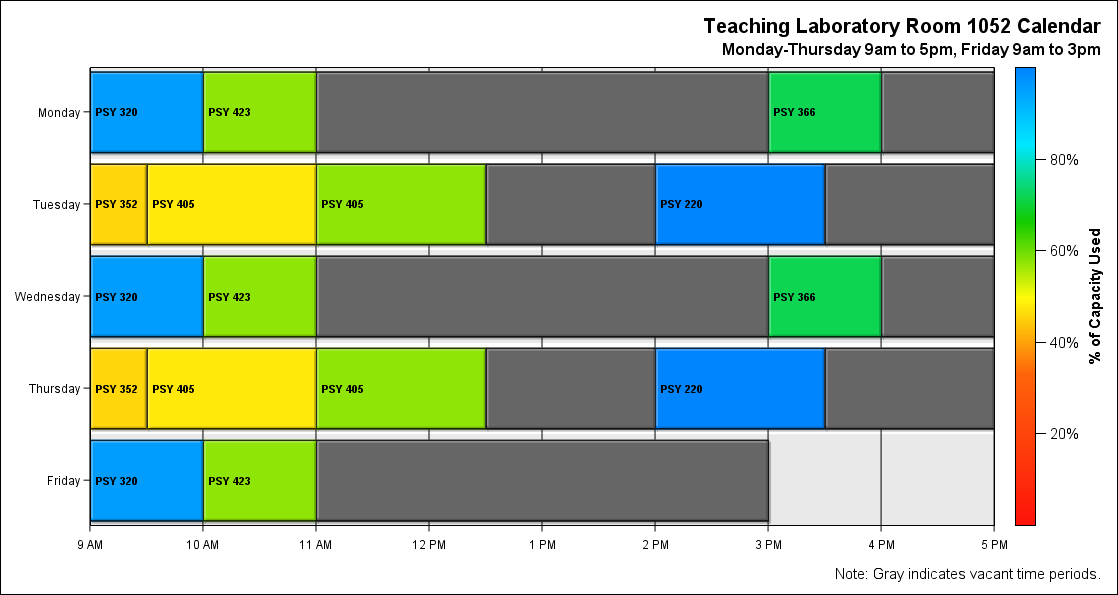 Teaching Laboratory Room 1052 Calendar
Monday-Thursday 9am to 5pm, Friday 9am to 3pm
Monday
PSY 320
PSY 423
PSY 366
Tuesday
PSY 352
PSY 405
PSY 405
PSY 220
Wednesday
PSY 320
PSY 423
PSY 366
Thursday
PSY 352
PSY 405
PSY 405
PSY 220
Friday
PSY 320
PSY 423
9 AM
10 AM
11 AM
12 PM
1 PM
2 PM
3 PM
4 PM
5 PM
80%
60%
40%
20%
% of Capacity Used
Note: Gray indicates vacant time periods.